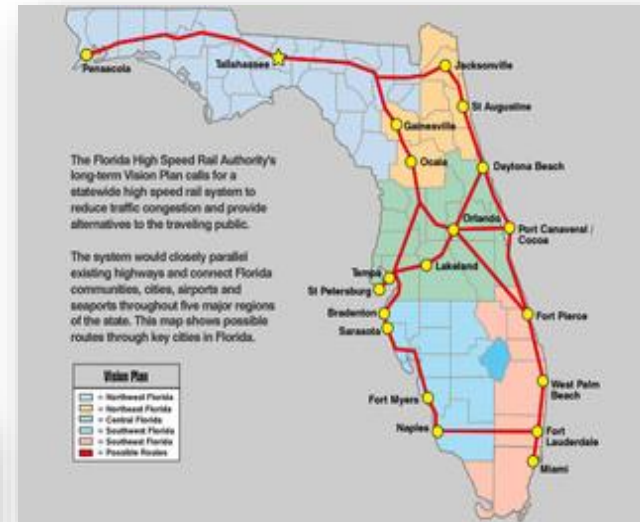 Pensacola
Tallahassee
Jacksonville
St Augustine
Gainesville
Ocala
Daytona Beach
The Florida High Speed Rail Authority's
long-term Vision Plan calls for a
statewide high speed rail system to
reduce traffic congestion and provide
alternatives to the traveling public.
Orlando
Port Canaveral /
Cocoa
The system would closely parallel
existing highways and connect Florida
communities, cities, airports and
seaports throughout five major regions
of the state. This map shows possible
routes through key cities in Florida.
Tampa
Lakeland
St Petersburg
Bradenton
Sarasota
Fort Pierce
Vision Plan
= Northwest Florida
= Northeast Florida
= Central Florida
= Southwest Florida
= Southeast Florida
= Possible Routes
Fort Myers
West Palm
Beach
Naples
Fort
Lauderdale
Miami